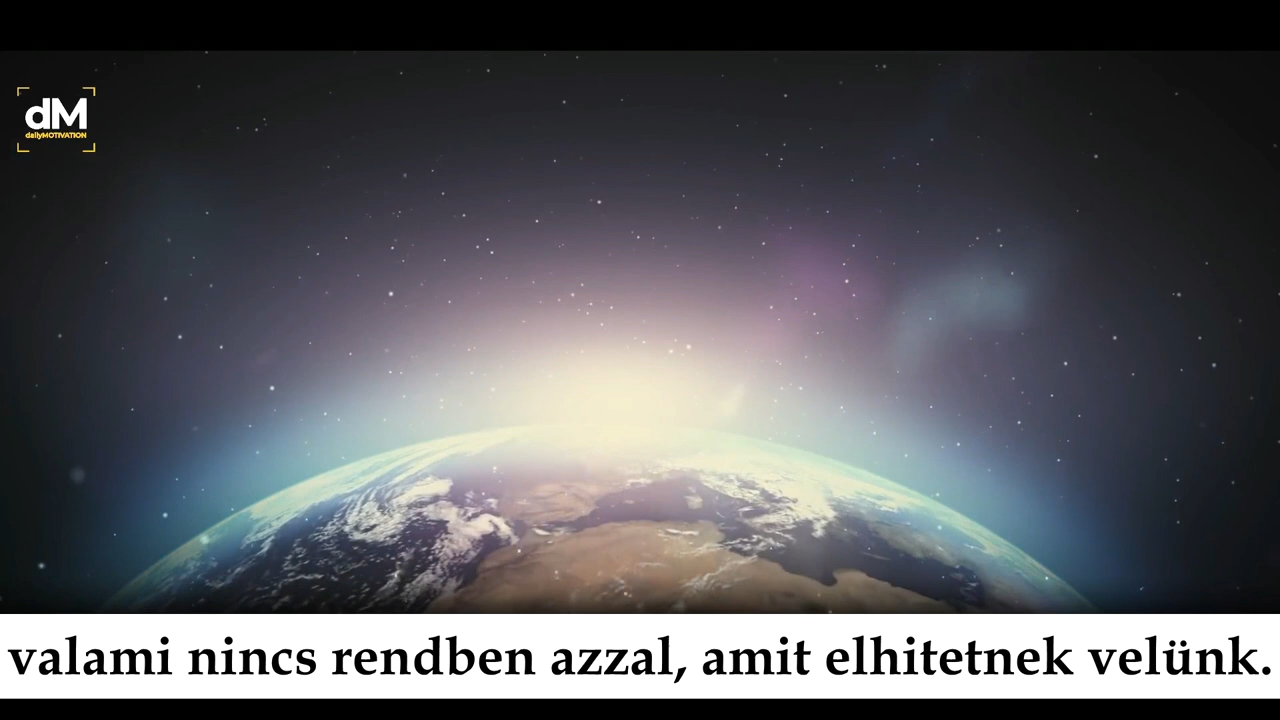 dM
dailyMOTIVATION
valami nincs rendben azzal, amit elhitetnek velünk.